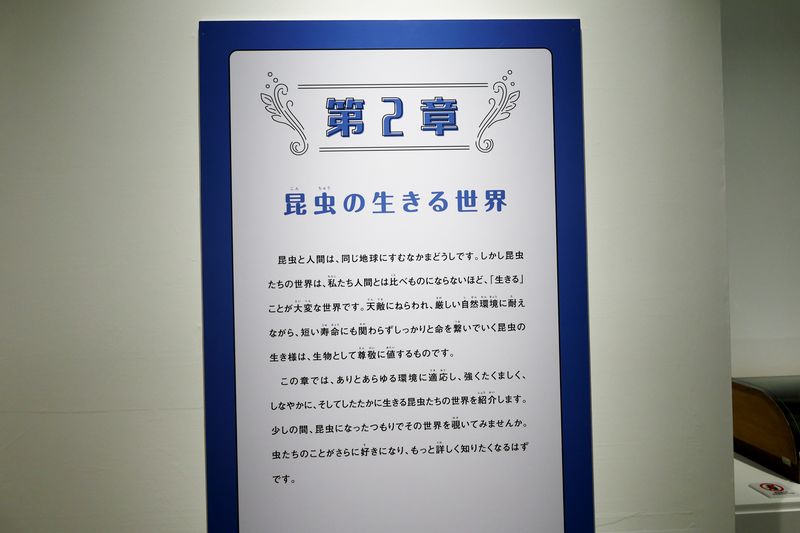 第2章
昆虫の生きる世界
昆虫と人間は、同じ地球にすむなかまどうしです。しかし昆虫
たちの世界は、私たち人間とは比べものにならないほど、「生きる」
ことが大変な世界です。天敵にねらわれ、厳しい自然環境に耐え
ながら、短い寿命にも関わらずしっかりと命を繋いでいく昆虫の
生き様は、生物として尊敬に値するものです。
この章では、ありとあらゆる環境に適応し、強くたくましく、
しなやかに、そしてしたたかに生きる昆虫たちの世界を紹介します。
少しの間、昆虫になったつもりでその世界を覗いてみませんか。
虫たちのことがさらに好きになり、もっと詳しく知りたくなるはず
です。